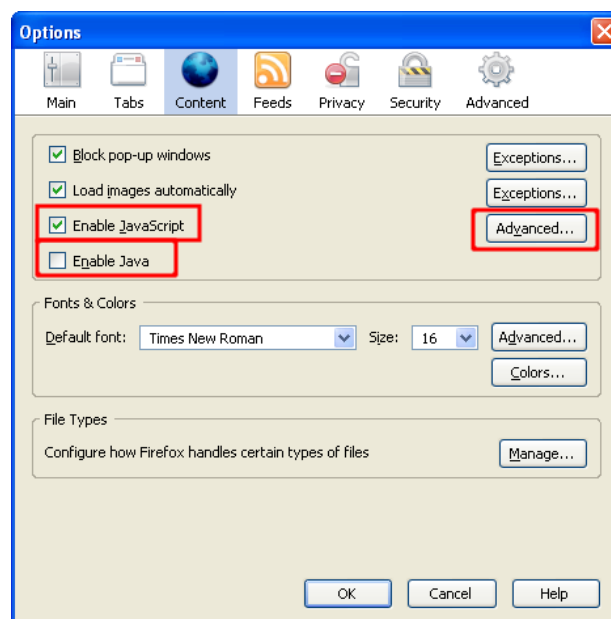 Options
Main Tabs Content Feeds Privacy Security Advanced
Block pop-up windows Exceptions...
Load images automatically Exceptions...
Enable JavaScript Advanced...
Enable Java
Fonts & Colors
Default font: Times New Roman Size: 16 Advanced...
Colors...
File Types
Configure how Firefox handles certain types of files Manage...
OK Cancel Help